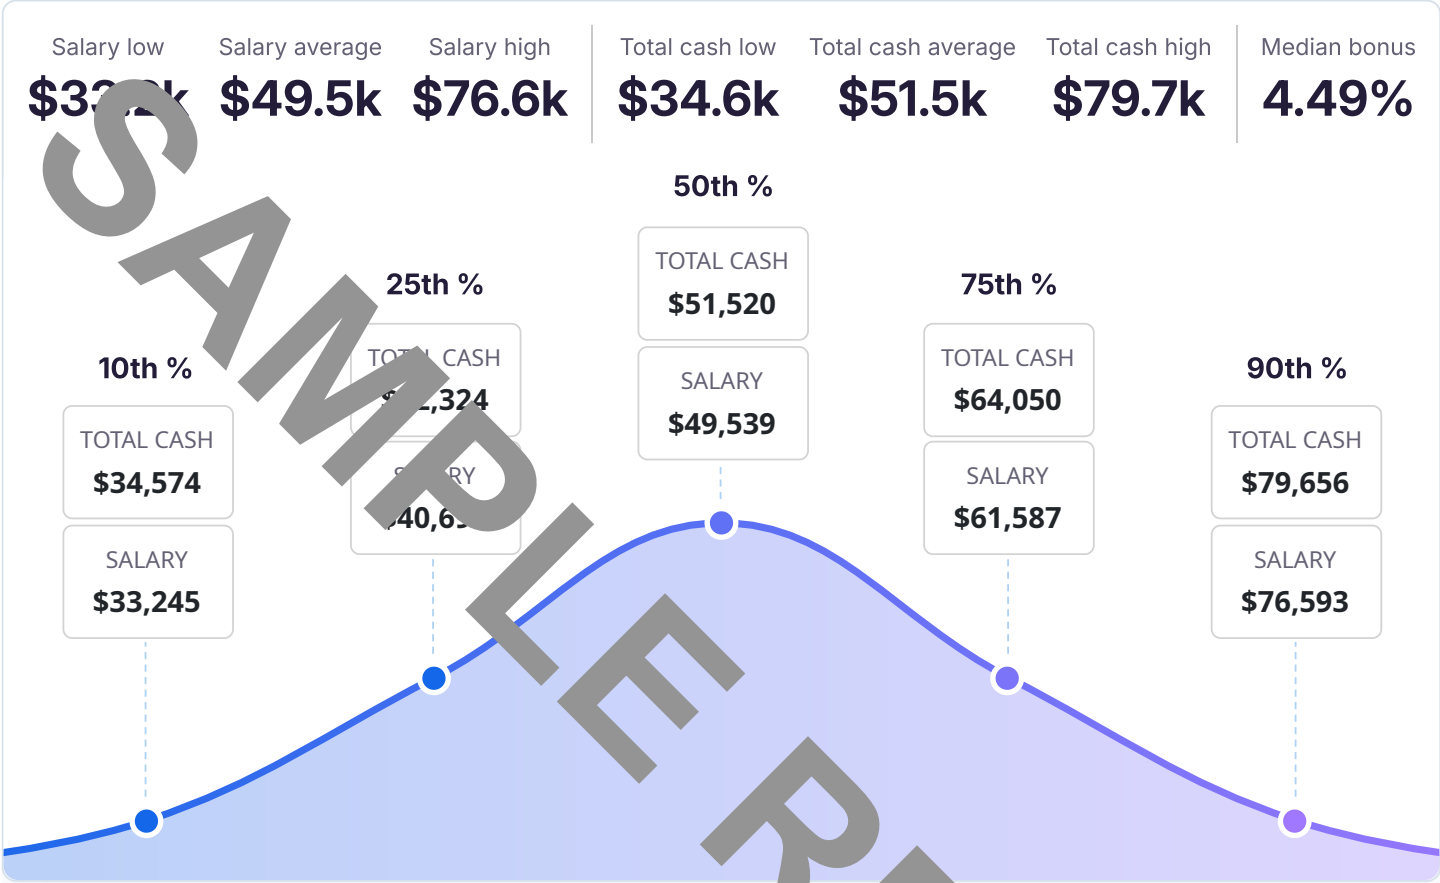 Salary low Salary average Salary high Total cash low Total cash average Total cash high Median bonus
$49.5k $76.6k $34.6k $51.5k $79.7k 4.49%
50th %
TOTAL CASH
$51,520
SALARY
$49,539
25th %
TOTAL CASH
SALARY
75th %
TOTAL CASH
$64,050
SALARY
$61,587
10th %
TOTAL CASH
$34,574
SALARY
$33,245
90th %
TOTAL CASH
$79,656
SALARY
$76,593
SAMPLE